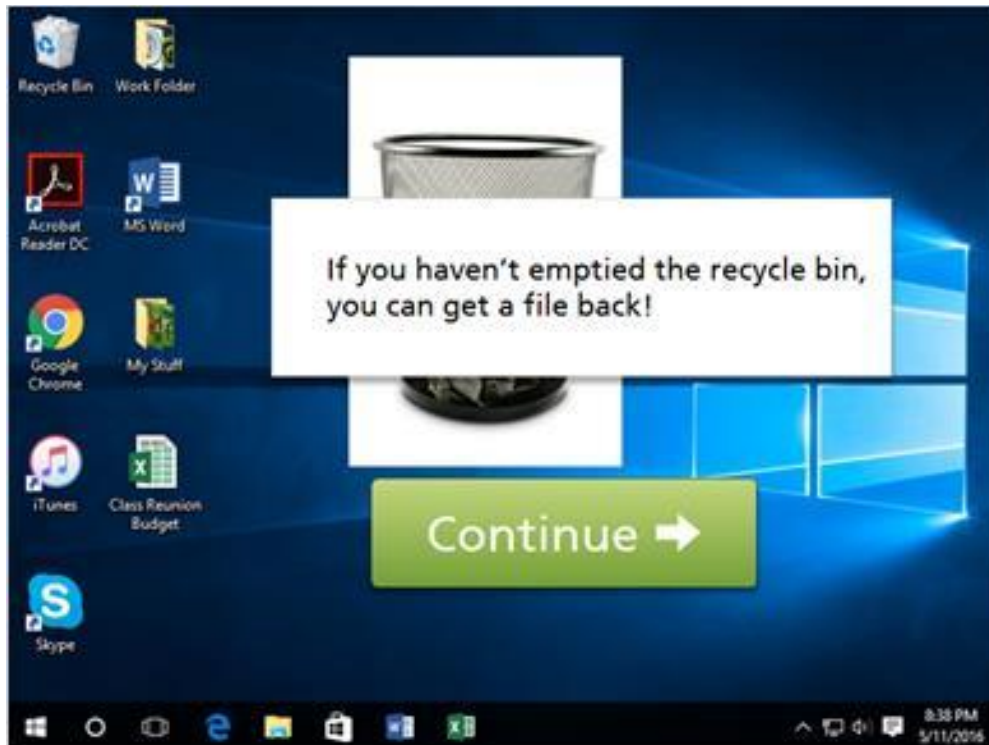 Recycle Bin
Work Folder
Acrobat
Reader DC
MS Word
If you haven't emptied the recycle bin,
you can get a file back!
Google
Chrome
My Stuff
iTunes
Class Reunion
Budget
Continue
Skype
8:38 PM
5/11/2016